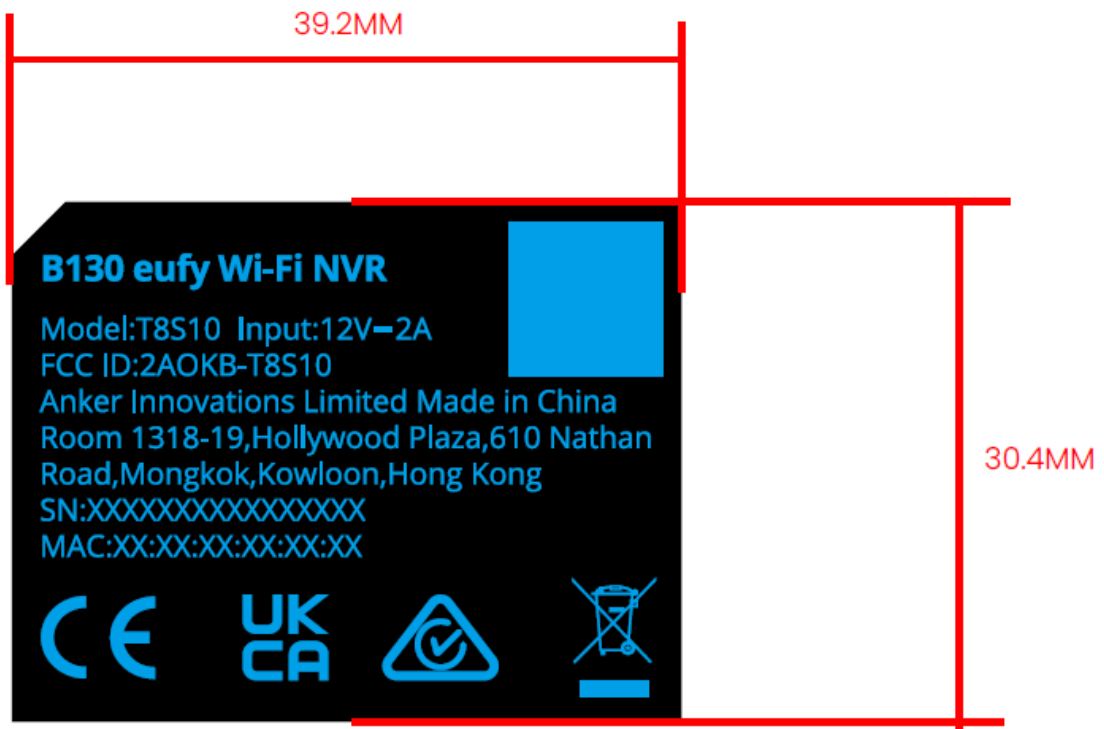 39.2MM
B130 eufy Wi-Fi NVR
Model:T8S10 Input:12V⎓2A
FCC ID:2AOKB-T8S10
Anker Innovations Limited Made in China
Room 1318-19,Hollywood Plaza,610 Nathan
Road,Mongkok,Kowloon,Hong Kong
SN:XXXXXXXXXXXXXXXX
MAC:XX:XX:XX:XX:XX:XX
30.4MM
CE
UK
CA